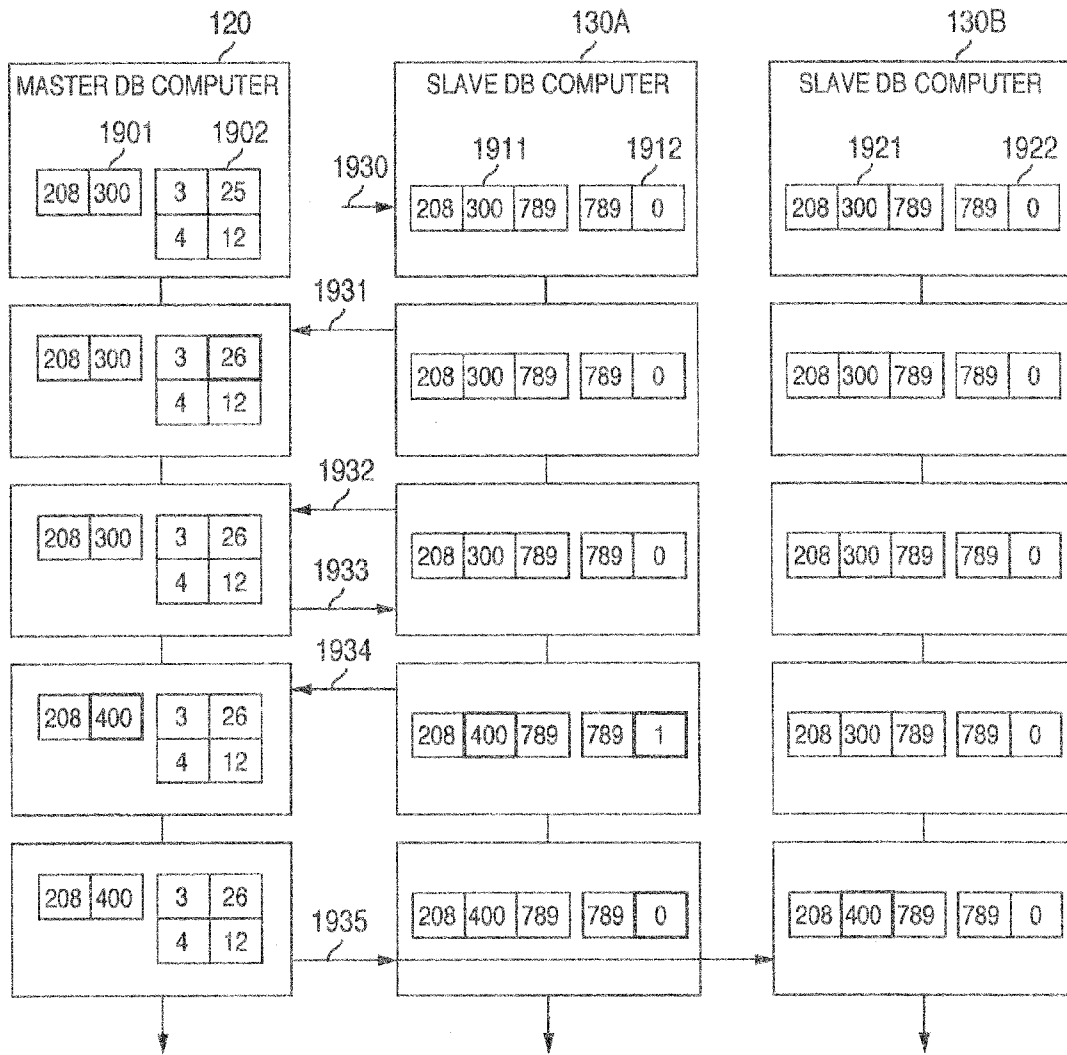 120 130A 130B
MASTER DB COMPUTER SLAVE DB COMPUTER SLAVE DB COMPUTER
1901 1902 1911 1912 1921 1922
1930
208 300 3 25 208 300 789 789 0 208 300 789 789 0
4 12
1931
208 300 3 26 208 300 789 789 0 208 300 789 789 0
4 12
1932
208 300 3 26 208 300 789 789 0 208 300 789 789 0
4 12
1933
1934
208 400 3 26 208 400 789 789 1 208 300 789 789 0
4 12
208 400 3 26 208 400 789 789 0 208 400 789 789 0
4 12
1935